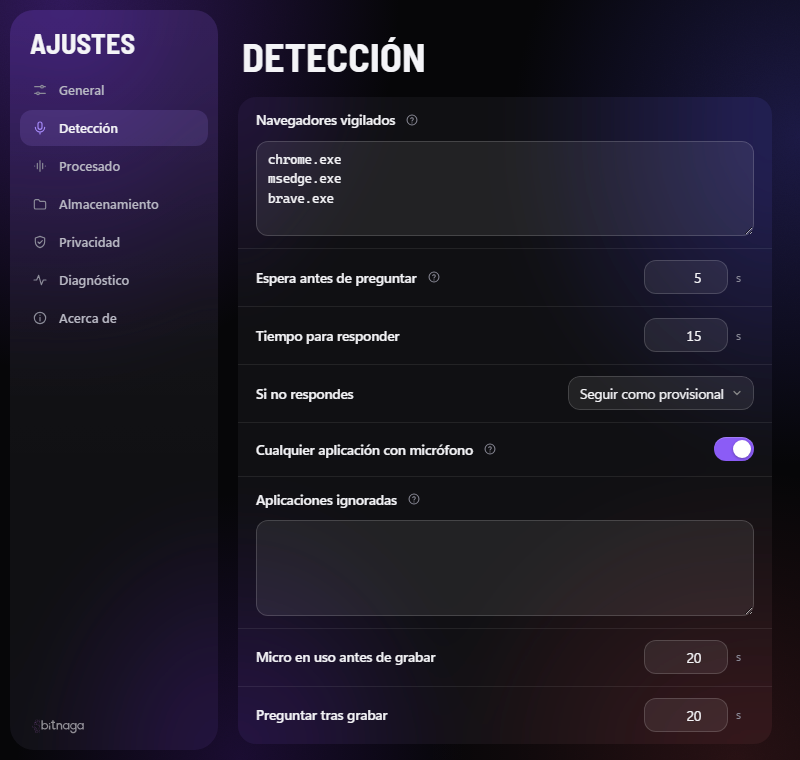 AJUSTES
General
Detección
Procesado
Almacenamiento
Privacidad
Diagnóstico
Acerca de
bitnaga
DETECCIÓN
Navegadores vigilados
chrome.exe
msedge.exe
brave.exe
Espera antes de preguntar
5 s
Tiempo para responder
15 s
Si no respondes
Seguir como provisional
Cualquier aplicación con micrófono
Aplicaciones ignoradas
Micro en uso antes de grabar
20 s
Preguntar tras grabar
20 s